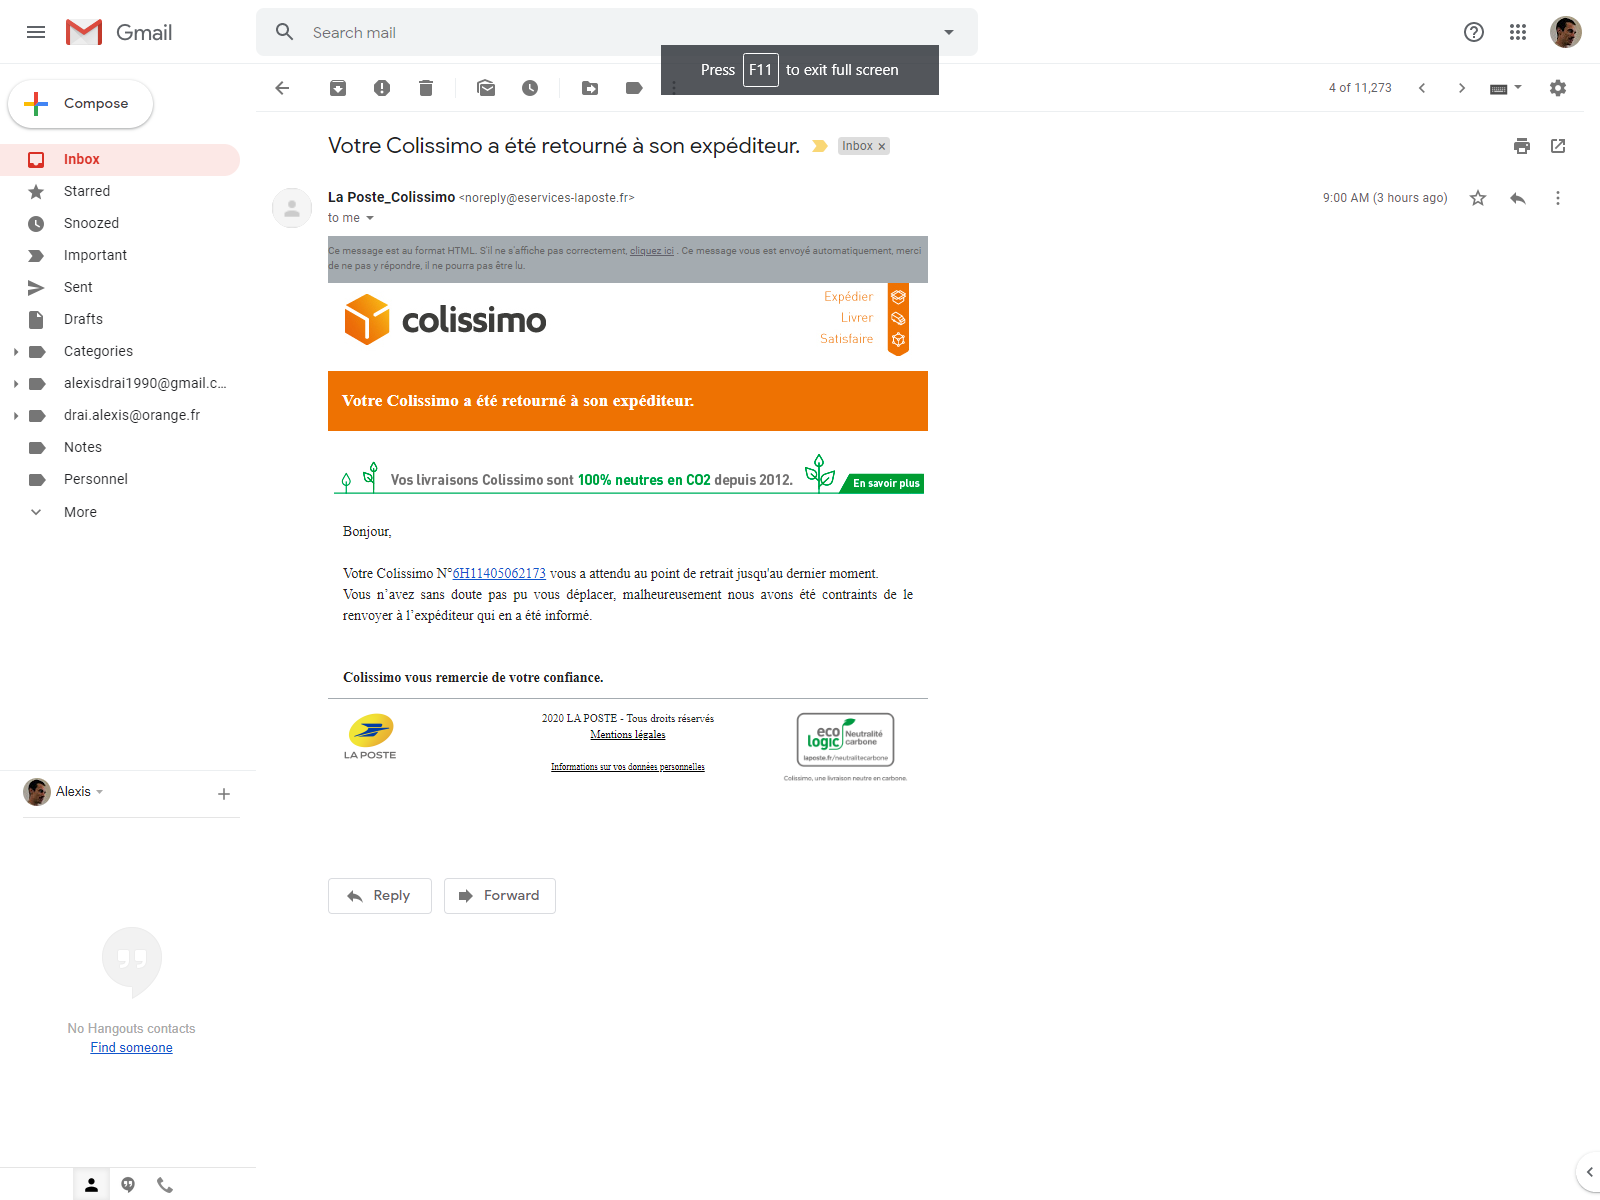 Gmail
Search mail
Press F11 to exit full screen
Compose
4 of 11,273
Inbox
Starred
Snoozed
Important
Sent
Drafts
Categories
alexisdrai1990@gmail.c...
drai.alexis@orange.fr
Notes
Personnel
More
Votre Colissimo a été retourné à son expéditeur.
Inbox ×
La Poste_Colissimo <noreply@eservices-laposte.fr>
9:00 AM (3 hours ago)
to me
Ce message est au format HTML. S'il ne s'affiche pas correctement, cliquez ici . Ce message vous est envoyé automatiquement, merci
de ne pas y répondre, il ne pourra pas être lu.
colissimo
Expédier
Livrer
Satisfaire
Votre Colissimo a été retourné à son expéditeur.
Vos livraisons Colissimo sont 100% neutres en CO2 depuis 2012.
En savoir plus
Bonjour,
Votre Colissimo N°6H11405062173 vous a attendu au point de retrait jusqu'au dernier moment.
Vous n’avez sans doute pas pu vous déplacer, malheureusement nous avons été contraints de le
renvoyer à l’expéditeur qui en a été informé.
Colissimo vous remercie de votre confiance.
LA POSTE
2020 LA POSTE - Tous droits réservés
Mentions légales
Informations sur vos données personnelles
eco
logic
Neutralité
carbone
laposte.fr/neutralitecarbone
Colissimo, une livraison neutre en carbone.
Alexis
Reply
Forward
No Hangouts contacts
Find someone